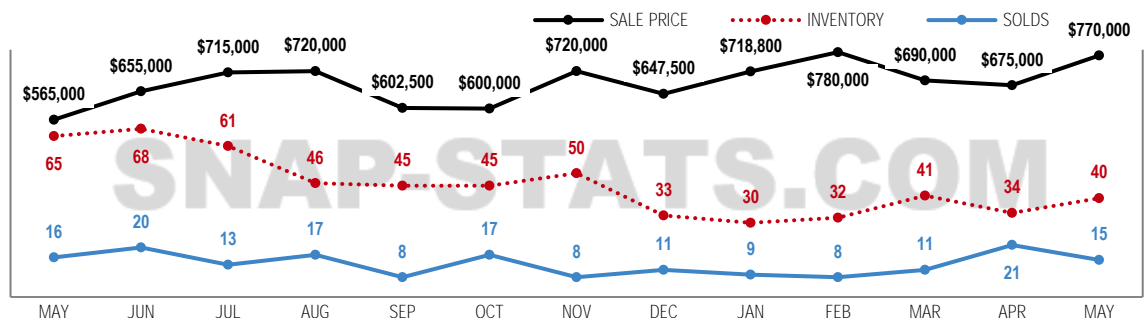 SALE PRICE INVENTORY SOLDS
$565,000 $655,000 $715,000 $720,000 $602,500 $600,000 $720,000 $647,500 $718,800 $780,000 $690,000 $675,000 $770,000
65 68 61 46 45 45 50 33 30 32 41 34 40
SNAP-STATS.COM
16 20 13 17 8 17 8 11 9 8 11 21 15
MAY JUN JUL AUG SEP OCT NOV DEC JAN FEB MAR APR MAY